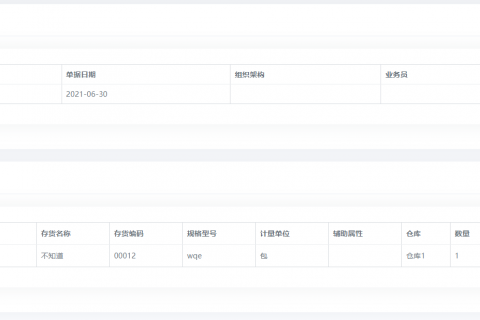 单据日期 组织架构 业务员
2021-06-30
存货名称 存货编码 规格型号 计量单位 辅助属性 仓库 数量
不知道 00012 wqe 包 仓库1 1